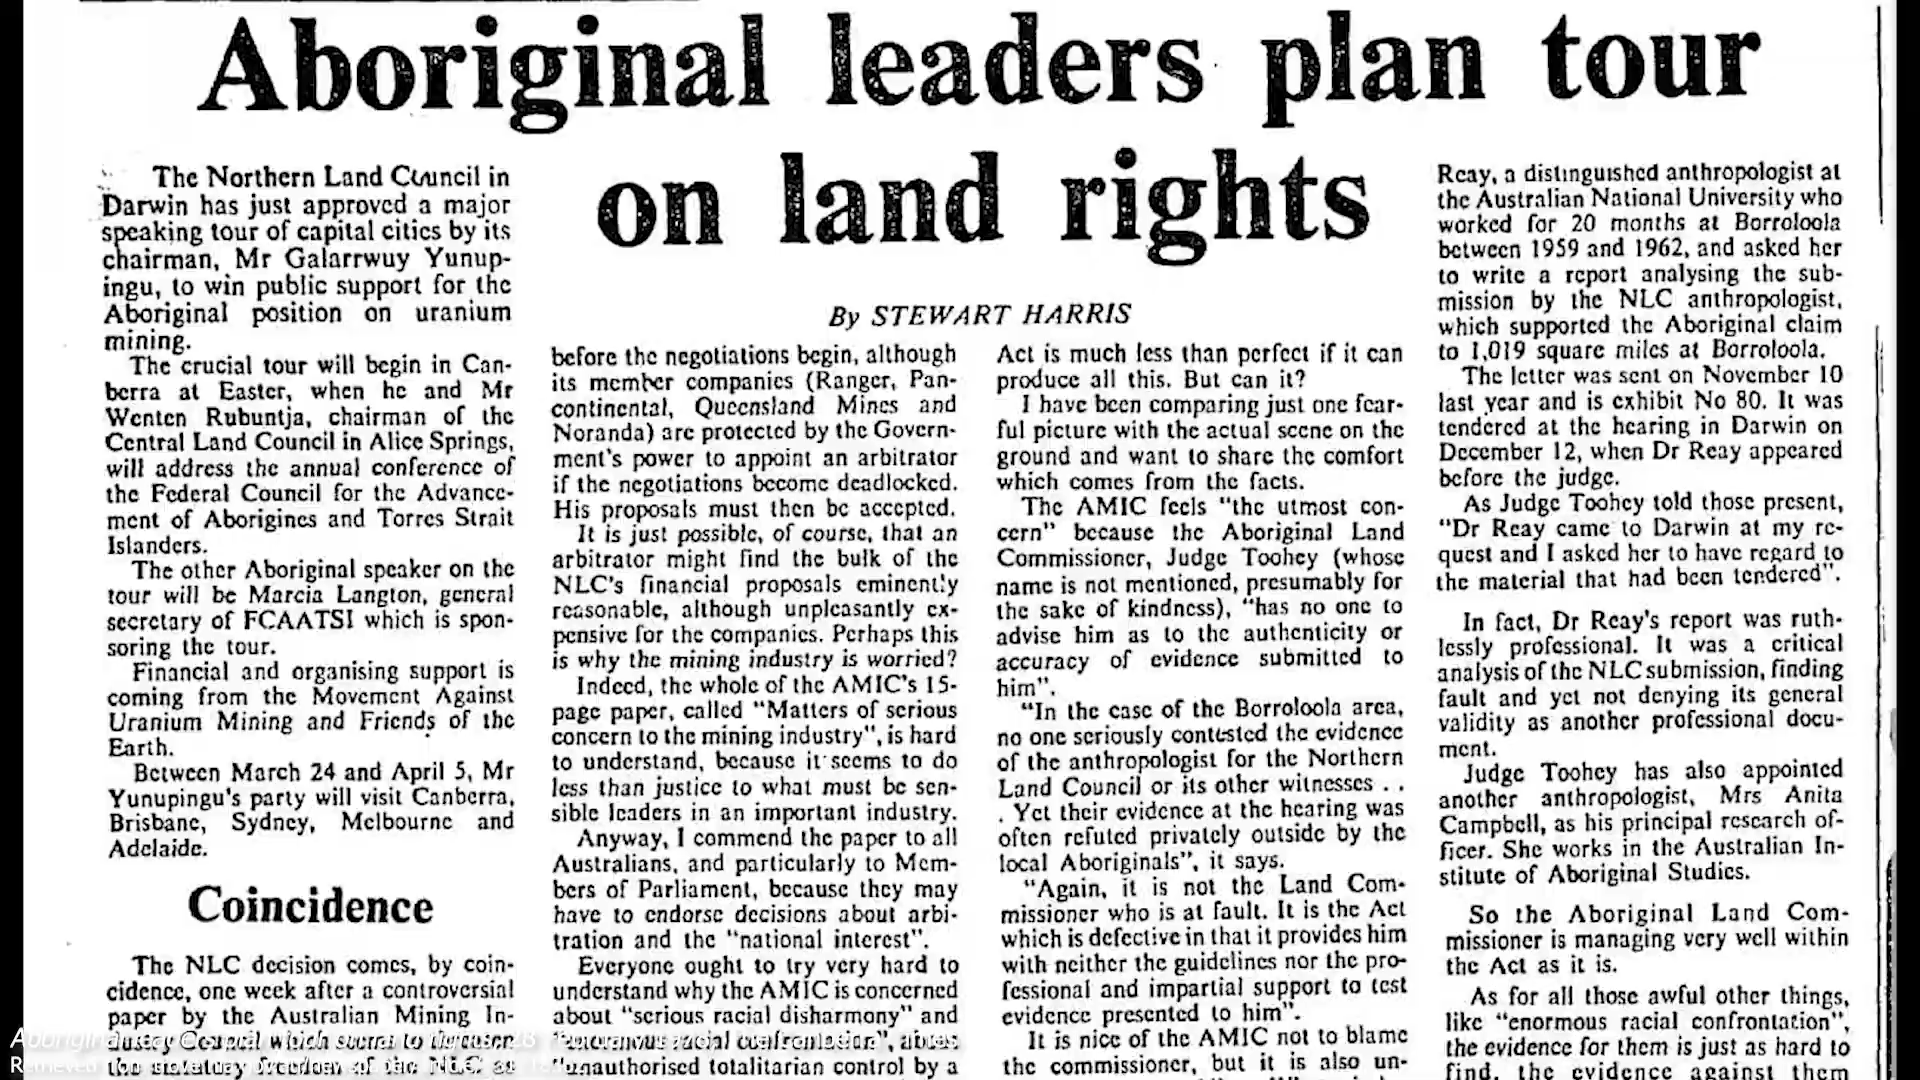 Aboriginal leaders plan tour
on land rights
By STEWART HARRIS
The Northern Land Council in
Darwin has just approved a major
speaking tour of capital cities by its
chairman, Mr Galarrwuy Yunup-
ingu, to win public support for the
Aboriginal position on uranium
mining.
The crucial tour will begin in Can-
berra at Easter, when he and Mr
Wenten Rubuntja, chairman of the
Central Land Council in Alice Springs,
will address the annual conference of
the Federal Council for the Advance-
ment of Aborigines and Torres Strait
Islanders.
The other Aboriginal speaker on the
tour will be Marcia Langton, general
secretary of FCAATSI which is spon-
soring the tour.
Financial and organising support is
coming from the Movement Against
Uranium Mining and Friends of the
Earth.
Between March 24 and April 5, Mr
Yunupingu's party will visit Canberra,
Brisbane, Sydney, Melbourne and
Adelaide.
Coincidence
The NLC decision comes, by coin-
cidence, one week after a controversial
paper by the Australian Mining In-
dustry Council which seems to
before the negotiations begin, although
its member companies (Ranger, Pan-
continental, Queensland Mines and
Noranda) are protected by the Govern-
ment's power to appoint an arbitrator
if the negotiations become deadlocked.
His proposals must then be accepted.
It is just possible, of course, that an
arbitrator might find the bulk of the
NLC's financial proposals eminently
reasonable, although unpleasantly ex-
pensive for the companies. Perhaps this
is why the mining industry is worried?
Indeed, the whole of the AMIC's 15-
page paper, called "Matters of serious
concern to the mining industry", is hard
to understand, because it seems to do
less than justice to what must be sen-
sible leaders in an important industry.
Anyway, I commend the paper to all
Australians, and particularly to Mem-
bers of Parliament, because they may
have to endorse decisions about arbi-
tration and the "national interest".
Everyone ought to try very hard to
understand why the AMIC is concerned
about "serious racial disharmony" and
"enormous racial confrontation", about
"unauthorised totalitarian control by a
Act is much less than perfect if it can
produce all this. But can it?
I have been comparing just one fear-
ful picture with the actual scene on the
ground and want to share the comfort
which comes from the facts.
The AMIC feels "the utmost con-
cern" because the Aboriginal Land
Commissioner, Judge Toohey (whose
name is not mentioned, presumably for
the sake of kindness), "has no one to
advise him as to the authenticity or
accuracy of evidence submitted to
him".
"In the case of the Borroloola area,
no one seriously contested the evidence
of the anthropologist for the Northern
Land Council or its other witnesses . .
. Yet their evidence at the hearing was
often refuted privately outside by the
local Aboriginals", it says.
"Again, it is not the Land Com-
missioner who is at fault. It is the Act
which is defective in that it provides him
with neither the guidelines nor the pro-
fessional and impartial support to test
evidence presented to him".
It is nice of the AMIC not to blame
the commissioner, but it is also un-
Reay, a distinguished anthropologist at
the Australian National University who
worked for 20 months at Borroloola
between 1959 and 1962, and asked her
to write a report analysing the sub-
mission by the NLC anthropologist,
which supported the Aboriginal claim
to 1,019 square miles at Borroloola.
The letter was sent on November 10
last year and is exhibit No 80. It was
tendered at the hearing in Darwin on
December 12, when Dr Reay appeared
before the judge.
As Judge Toohey told those present,
"Dr Reay came to Darwin at my re-
quest and I asked her to have regard to
the material that had been tendered".
In fact, Dr Reay's report was ruth-
lessly professional. It was a critical
analysis of the NLC submission, finding
fault and yet not denying its general
validity as another professional docu-
ment.
Judge Toohey has also appointed
another anthropologist, Mrs Anita
Campbell, as his principal research of-
ficer. She works in the Australian In-
stitute of Aboriginal Studies.
So the Aboriginal Land Com-
missioner is managing very well within
the Act as it is.
As for all those awful other things,
like "enormous racial confrontation",
the evidence for them is just as hard to
find, the evidence against them